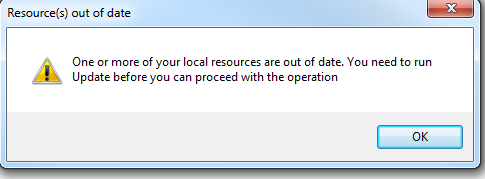 Resource(s) out of date
One or more of your local resources are out of date. You need to run
Update before you can proceed with the operation
OK